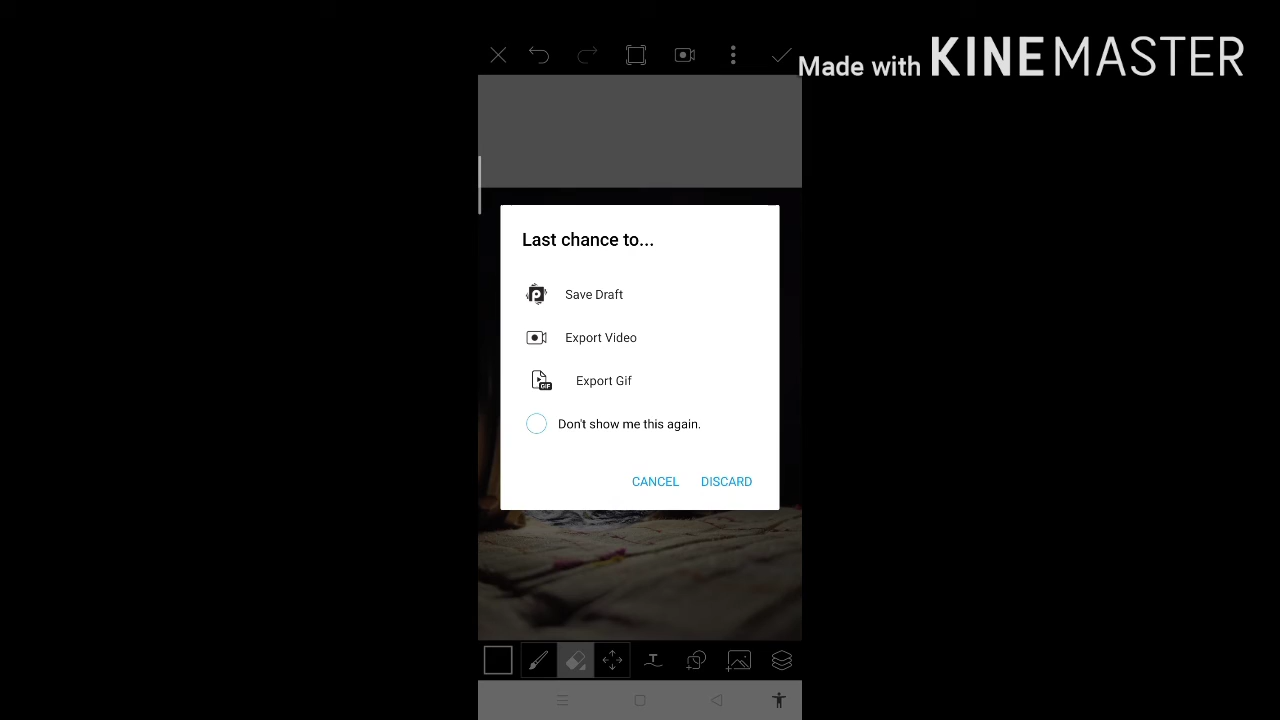 Made with KINEMASTER
Last chance to...
Save Draft
Export Video
GIF
Export Gif
Don't show me this again.
CANCEL DISCARD
T